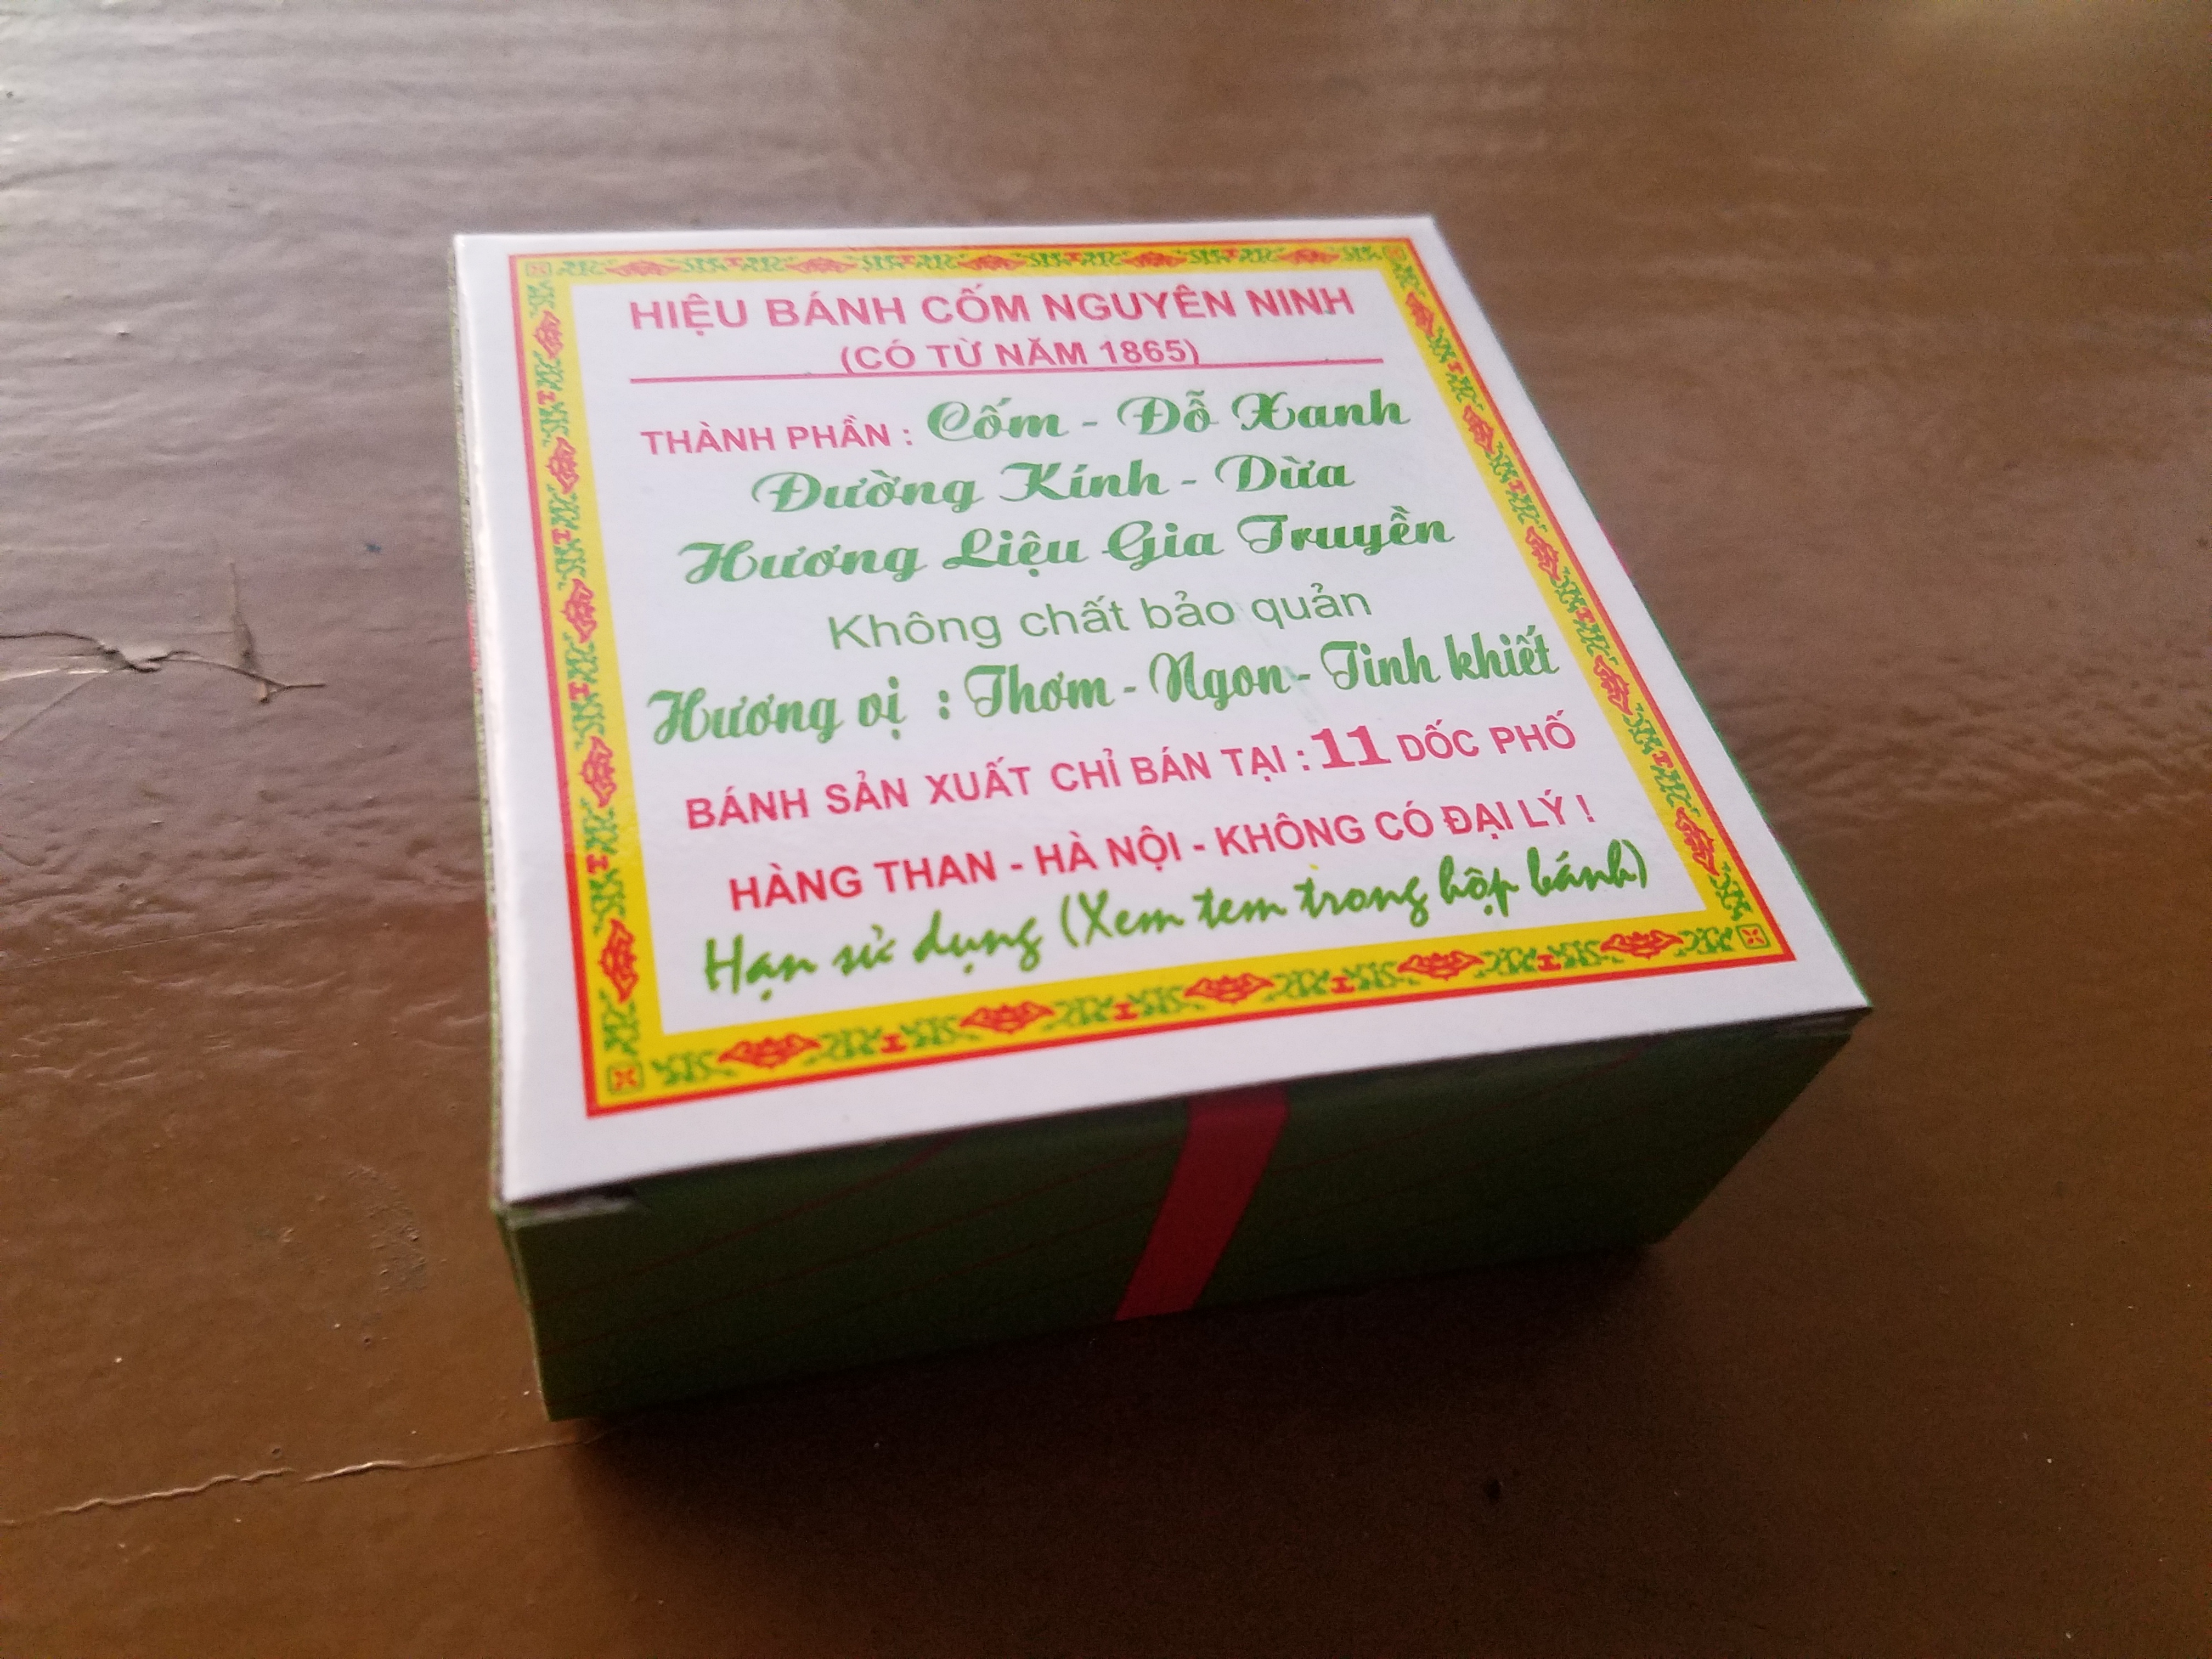 HIỆU BÁNH CỐM NGUYÊN NINH
(CÓ TỪ NĂM 1865)
THÀNH PHẦN : Cốm - Đỗ Xanh
Đường Kính - Dừa
Hương Liệu Gia Truyền
Không chất bảo quản
Hương vị : Thơm - Ngon - Tinh khiết
BÁNH SẢN XUẤT CHỈ BÁN TẠI : 11 DỐC PHỐ
HÀNG THAN - HÀ NỘI - KHÔNG CÓ ĐẠI LÝ !
Hạn sử dụng (Xem tem trong hộp bánh)